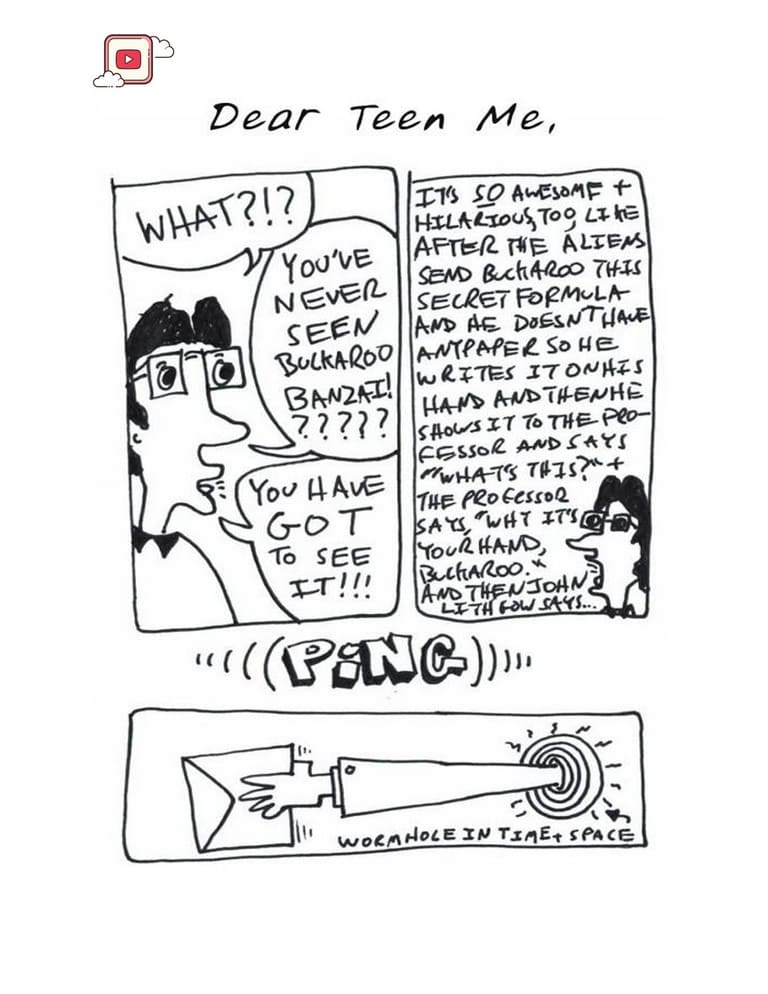 Dear Teen Me,
WHAT?!?
YOU'VE
NEVER
SEEN
BUCKAROO
BANZAI!
?????
YOU HAVE
GOT
TO SEE
IT!!!
IT'S SO AWESOME +
HILARIOUS, TOO, LIKE
AFTER THE ALIENS
SEND BUCKAROO THIS
SECRET FORMULA
AND HE DOESN'T HAVE
ANYPAPER SO HE
WRITES IT ON HIS
HAND AND THEN HE
SHOWS IT TO THE PRO-
FESSOR AND SAYS
"WHAT'S THIS?" +
THE PROFESSOR
SAYS, "WHY IT'S
YOUR HAND,
BUCKAROO."
AND THEN JOHN
LITHGOW SAYS...
PING
WORMHOLE IN TIME + SPACE